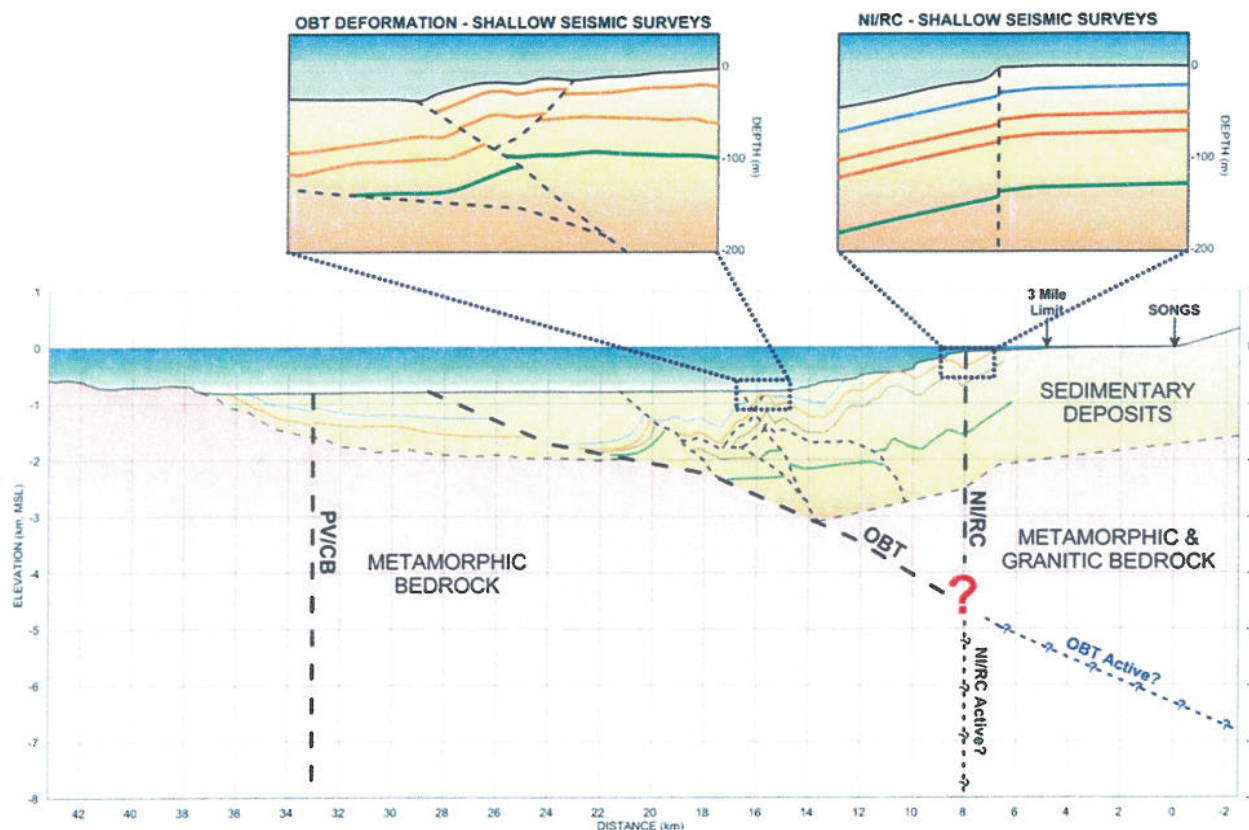 OBT DEFORMATION - SHALLOW SEISMIC SURVEYS
NI/RC - SHALLOW SEISMIC SURVEYS
0
-100
-200
DEPTH
(m)
0
-100
-200
DEPTH
(m)
3 Mile
Limit
SONGS
1
0
-1
-2
-3
-4
-5
-6
-7
-8
ELEVATION (km, MSL)
SEDIMENTARY
DEPOSITS
PV/CB
METAMORPHIC
BEDROCK
OBT
NI/RC
METAMORPHIC &
GRANITIC BEDROCK
?
OBT Active?
? ? ? ? ? ?
NI/RC Active?
? ? ? ?
42 40 38 36 34 32 30 28 26 24 22 20 18 16 14 12 10 8 6 4 2 0 -2
DISTANCE (km)